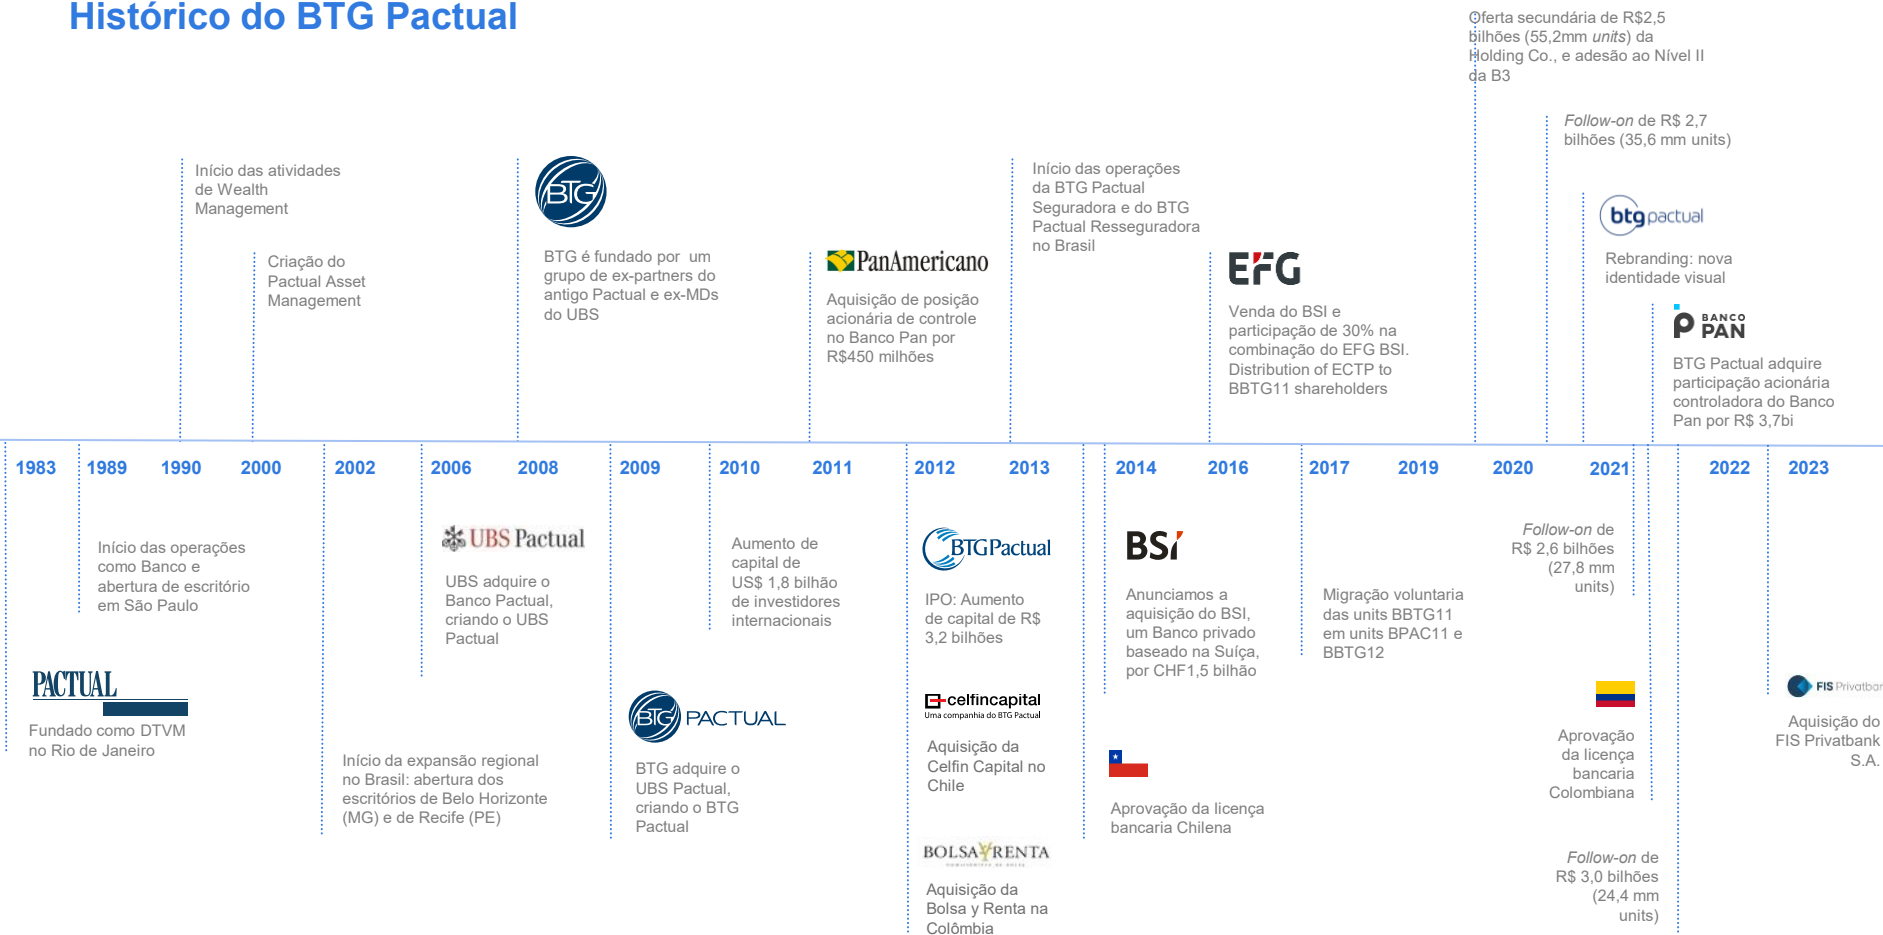 Histórico do BTG Pactual
Oferta secundária de R$2,5
bilhões (55,2mm units) da
Holding Co., e adesão ao Nível II
da B3
Follow-on de R$ 2,7
bilhões (35,6 mm units)
Início das atividades
de Wealth
Management
Criação do
Pactual Asset
Management
BTG
BTG é fundado por um
grupo de ex-partners do
antigo Pactual e ex-MDs
do UBS
PanAmericano
Aquisição de posição
acionária de controle
no Banco Pan por
R$450 milhões
Início das operações
da BTG Pactual
Seguradora e do BTG
Pactual Resseguradora
no Brasil
EFG
Venda do BSI e
participação de 30% na
combinação do EFG BSI.
Distribution of ECTP to
BBTG11 shareholders
btgpactual
Rebranding: nova
identidade visual
BANCO
PAN
BTG Pactual adquire
participação acionária
controladora do Banco
Pan por R$ 3,7bi
1983 1989 1990 2000 2002 2006 2008 2009 2010 2011 2012 2013 2014 2016 2017 2019 2020 2021 2022 2023
Início das operações
como Banco e
abertura de escritório
em São Paulo
PACTUAL
Fundado como DTVM
no Rio de Janeiro
UBS Pactual
UBS adquire o
Banco Pactual,
criando o UBS
Pactual
Início da expansão regional
no Brasil: abertura dos
escritórios de Belo Horizonte
(MG) e de Recife (PE)
BTG PACTUAL
BTG adquire o
UBS Pactual,
criando o BTG
Pactual
Aumento de
capital de
US$ 1,8 bilhão
de investidores
internacionais
BTGPactual
IPO: Aumento
de capital de R$
3,2 bilhões
celfincapital
Uma companhia do BTG Pactual
Aquisição da
Celfin Capital no
Chile
BOLSA Y RENTA
Aquisição da
Bolsa y Renta na
Colômbia
BSI
Anunciamos a
aquisição do BSI,
um Banco privado
baseado na Suíça,
por CHF1,5 bilhão
Aprovação da licença
bancaria Chilena
Migração voluntaria
das units BBTG11
em units BPAC11 e
BBTG12
Follow-on de
R$ 2,6 bilhões
(27,8 mm
units)
Aprovação
da licença
bancaria
Colombiana
Follow-on de
R$ 3,0 bilhões
(24,4 mm
units)
FIS Privatbar
Aquisição do
FIS Privatbank
S.A.